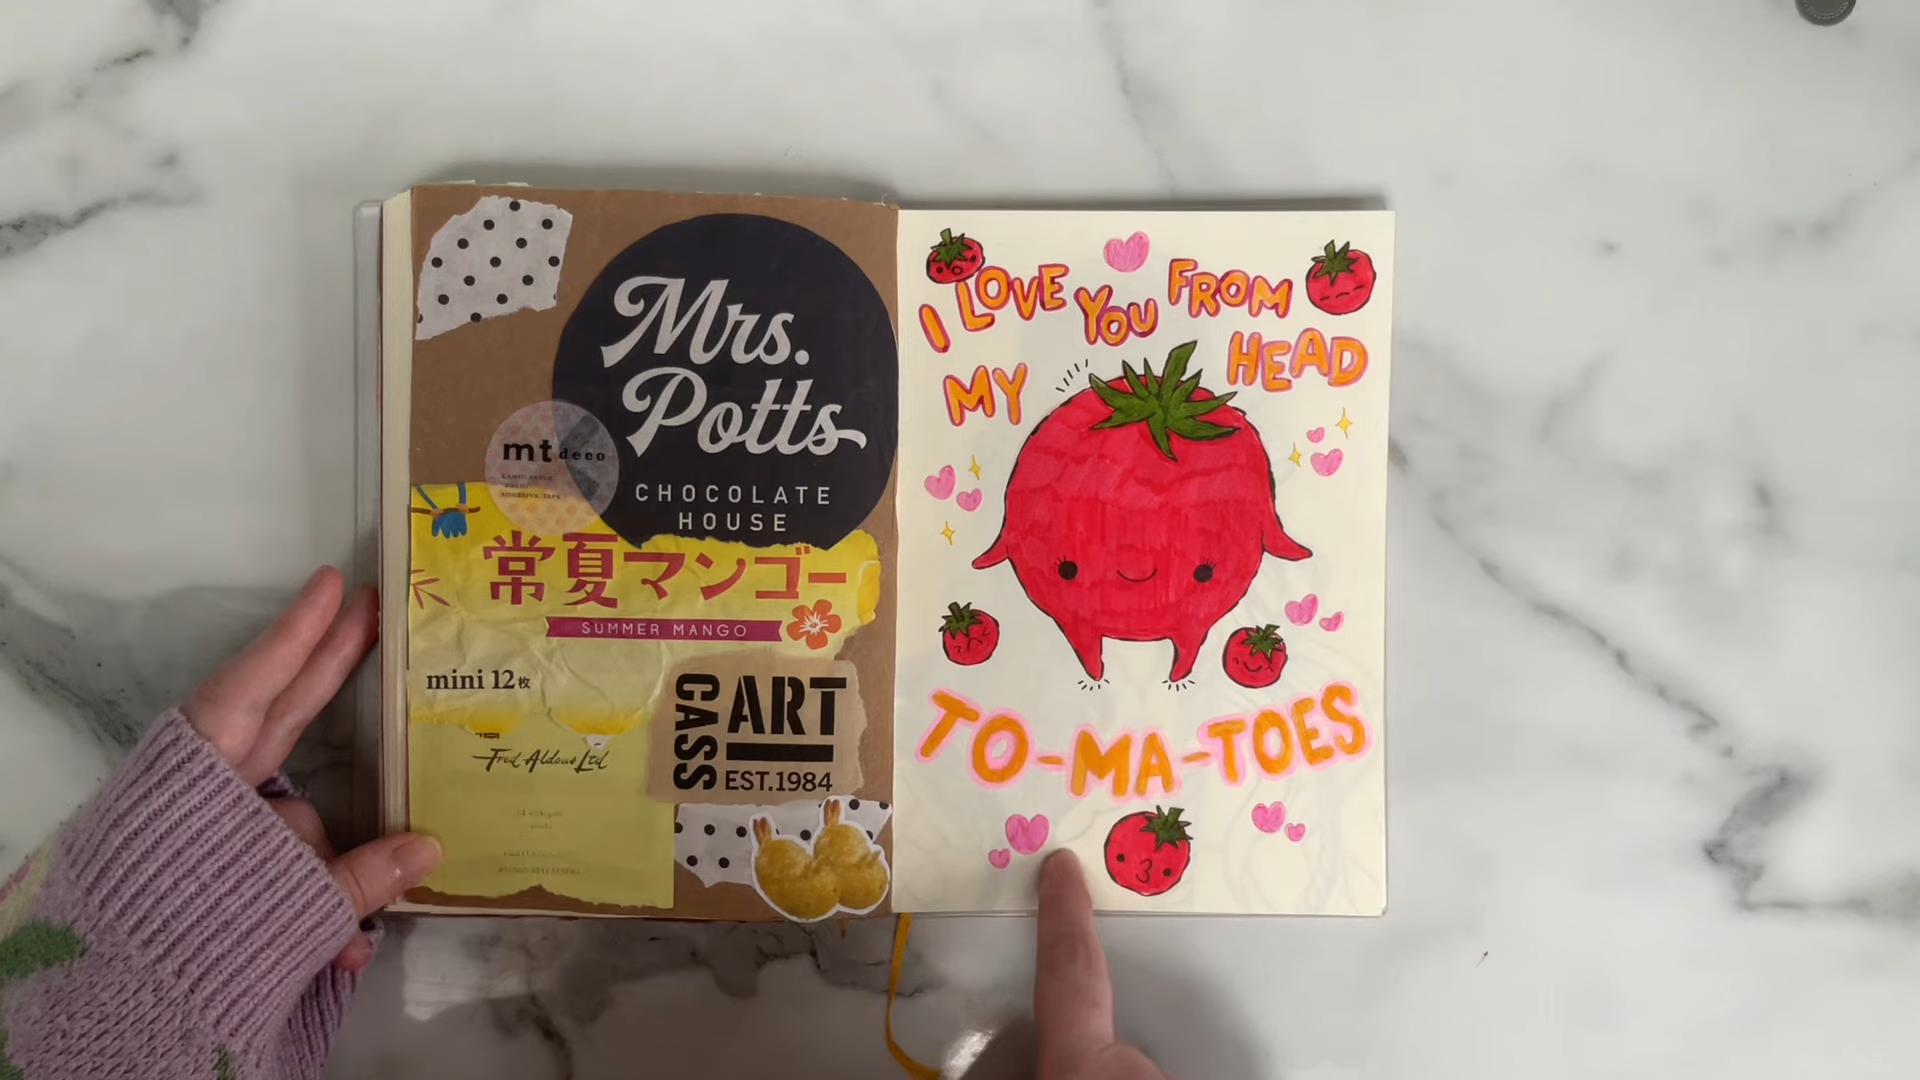 Mrs.
Potts
CHOCOLATE
HOUSE
mt deco
常夏マンゴー
SUMMER MANGO
mini 12枚
Fred Aldous Ltd
CASS
ART
EST.1984
I LOVE YOU FROM
MY HEAD
TO-MA-TOES